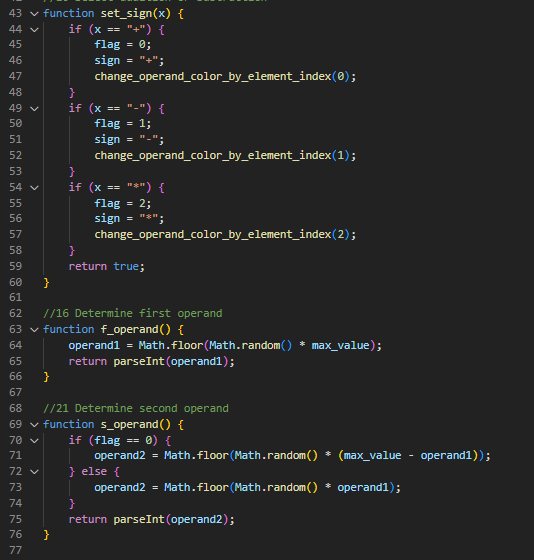 43 function set_sign(x) {
44     if (x == "+") {
45         flag = 0;
46         sign = "+";
47         change_operand_color_by_element_index(0);
48     }
49     if (x == "-") {
50         flag = 1;
51         sign = "-";
52         change_operand_color_by_element_index(1);
53     }
54     if (x == "*") {
55         flag = 2;
56         sign = "*";
57         change_operand_color_by_element_index(2);
58     }
59     return true;
60 }
61
62 //16 Determine first operand
63 function f_operand() {
64     operand1 = Math.floor(Math.random() * max_value);
65     return parseInt(operand1);
66 }
67
68 //21 Determine second operand
69 function s_operand() {
70     if (flag == 0) {
71         operand2 = Math.floor(Math.random() * (max_value - operand1));
72     } else {
73         operand2 = Math.floor(Math.random() * operand1);
74     }
75     return parseInt(operand2);
76 }
77